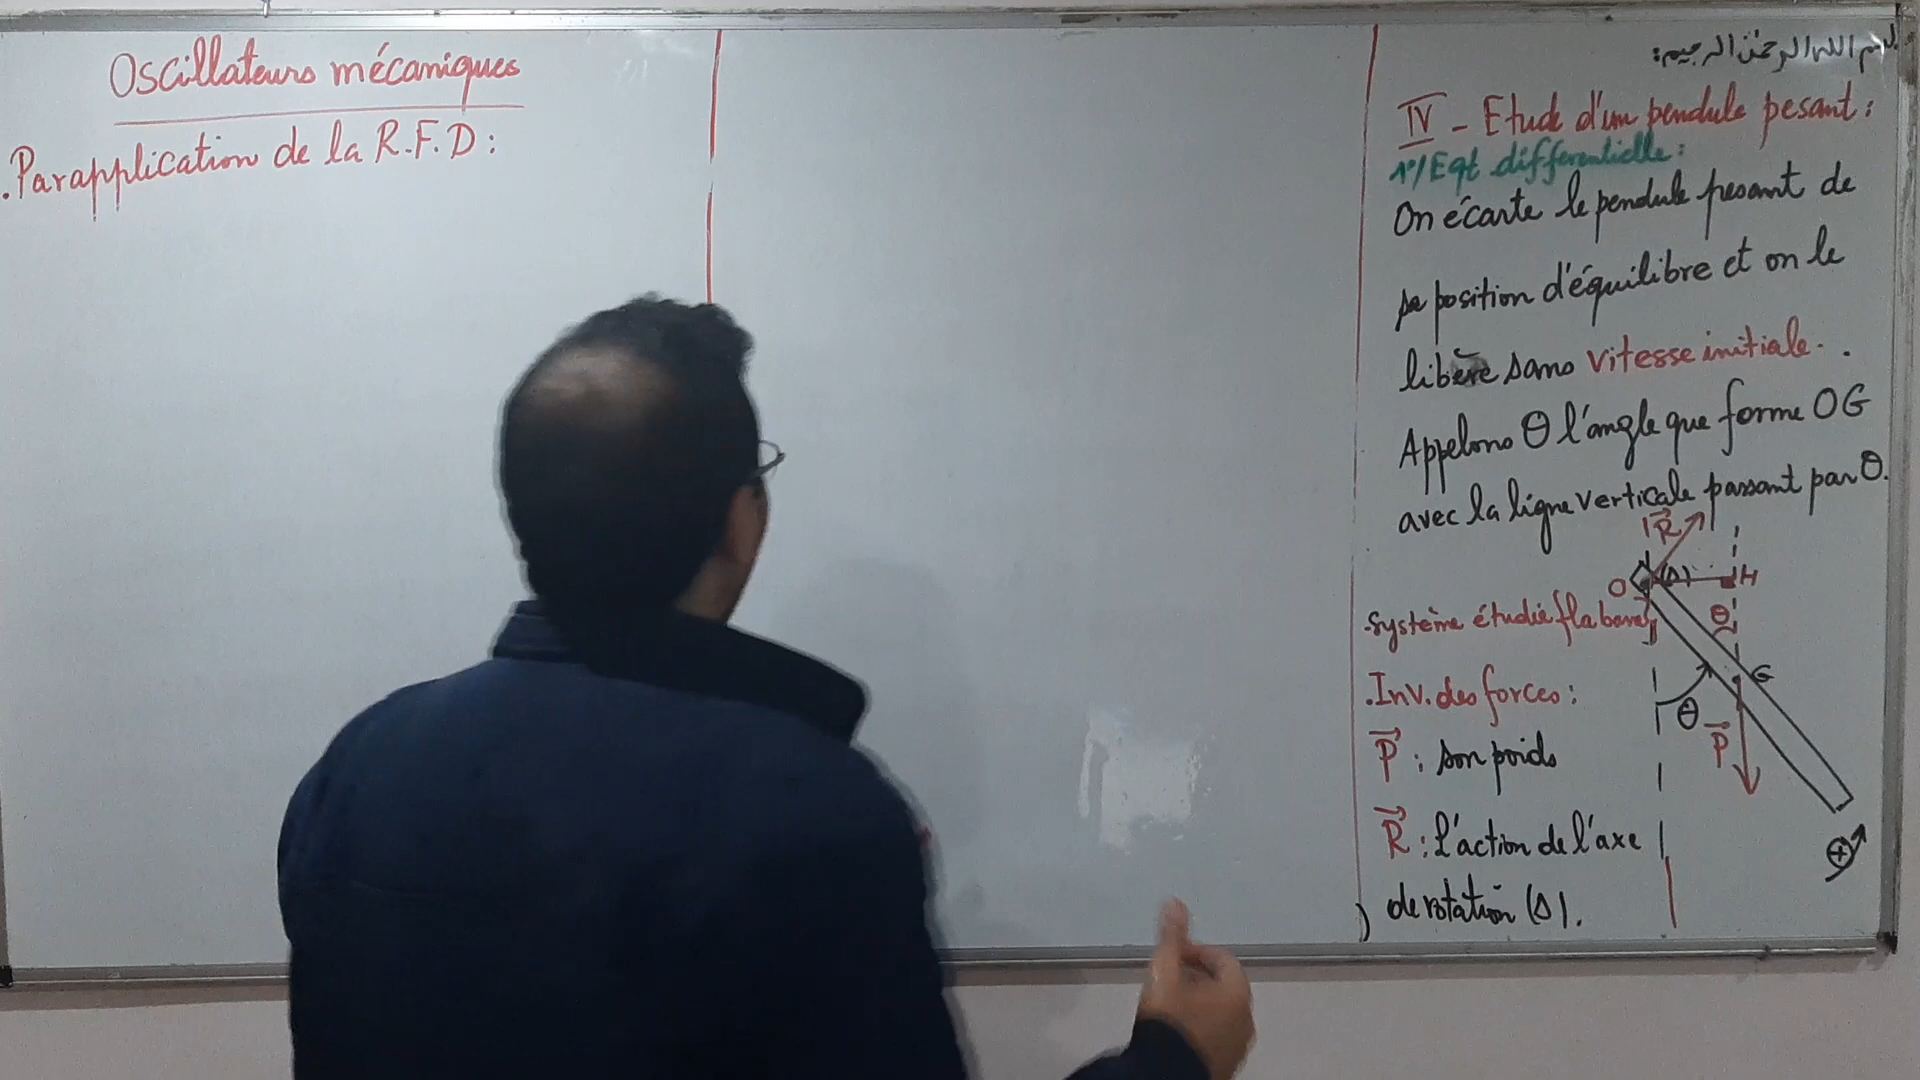 Oscillateurs mécaniques
.Par application de la R.F.D:
بسم الله الرحمن الرحيم:
IV - Etude d'un pendule pesant:
1°/Eqt différentielle:
On écarte le pendule pesant de
sa position d'équilibre et on le
libère sans vitesse initiale.
Appelons θ l'angle que forme OG
avec la ligne verticale passant par O.
R
O
(Δ)
H
.Système étudié {la barre}
θ
G
.Inv. des forces:
θ
P
P : son poids
R : l'action de l'axe
+
de rotation (Δ).